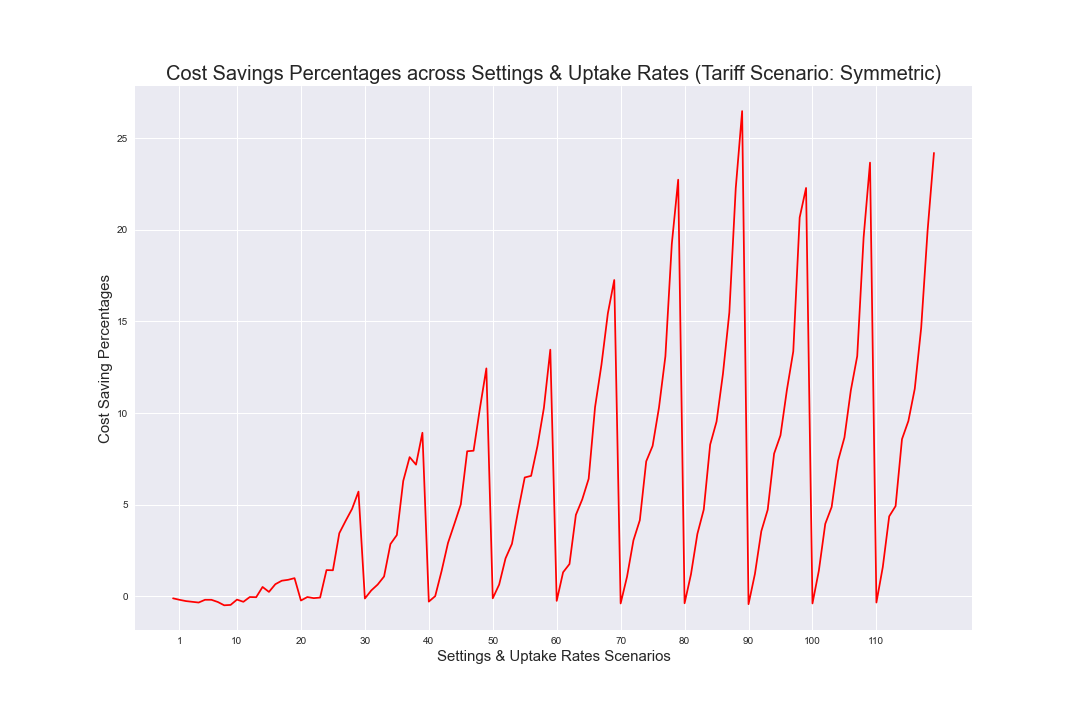 Cost Savings Percentages across Settings & Uptake Rates (Tariff Scenario: Symmetric)
Cost Saving Percentages
25
20
15
10
5
0
1 10 20 30 40 50 60 70 80 90 100 110
Settings & Uptake Rates Scenarios